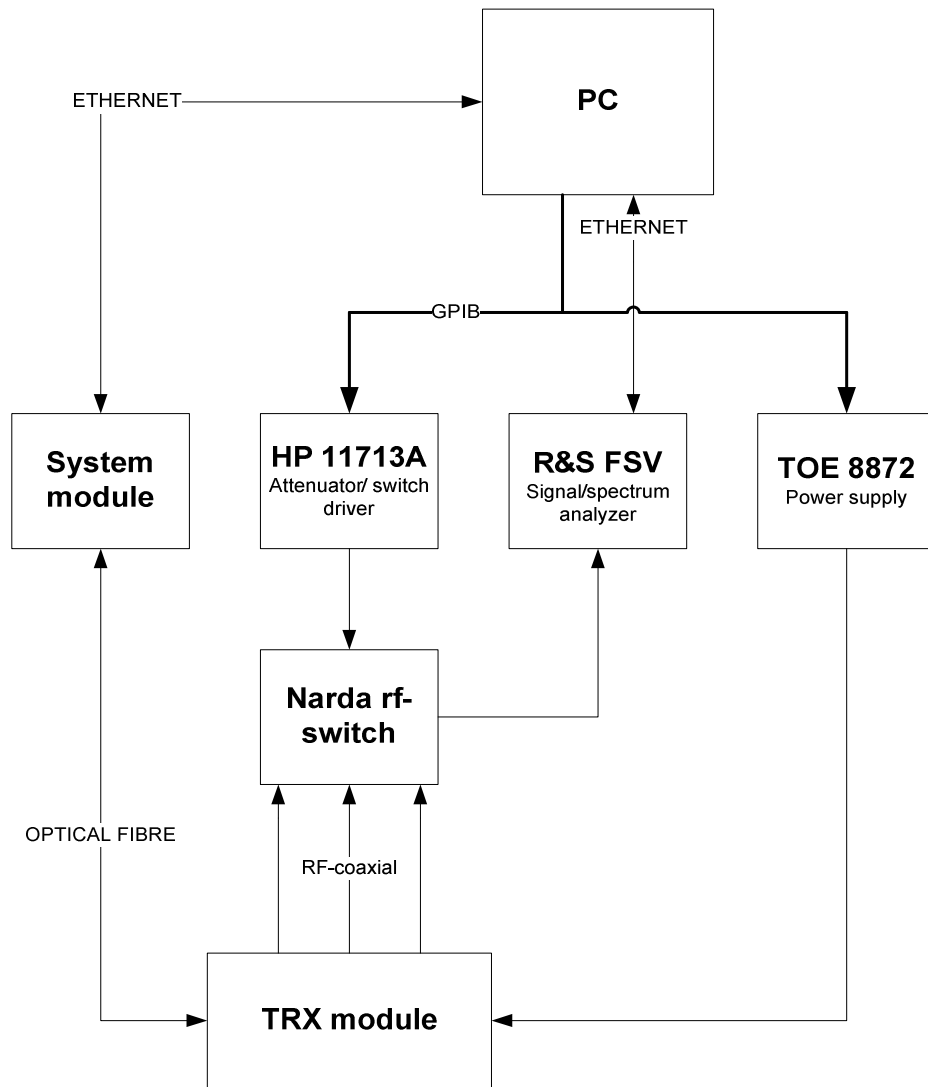 PC
ETHERNET
ETHERNET
GPIB
System
module
HP 11713A
Attenuator/ switch
driver
R&S FSV
Signal/spectrum
analyzer
TOE 8872
Power supply
Narda rf-
switch
OPTICAL FIBRE
RF-coaxial
TRX module